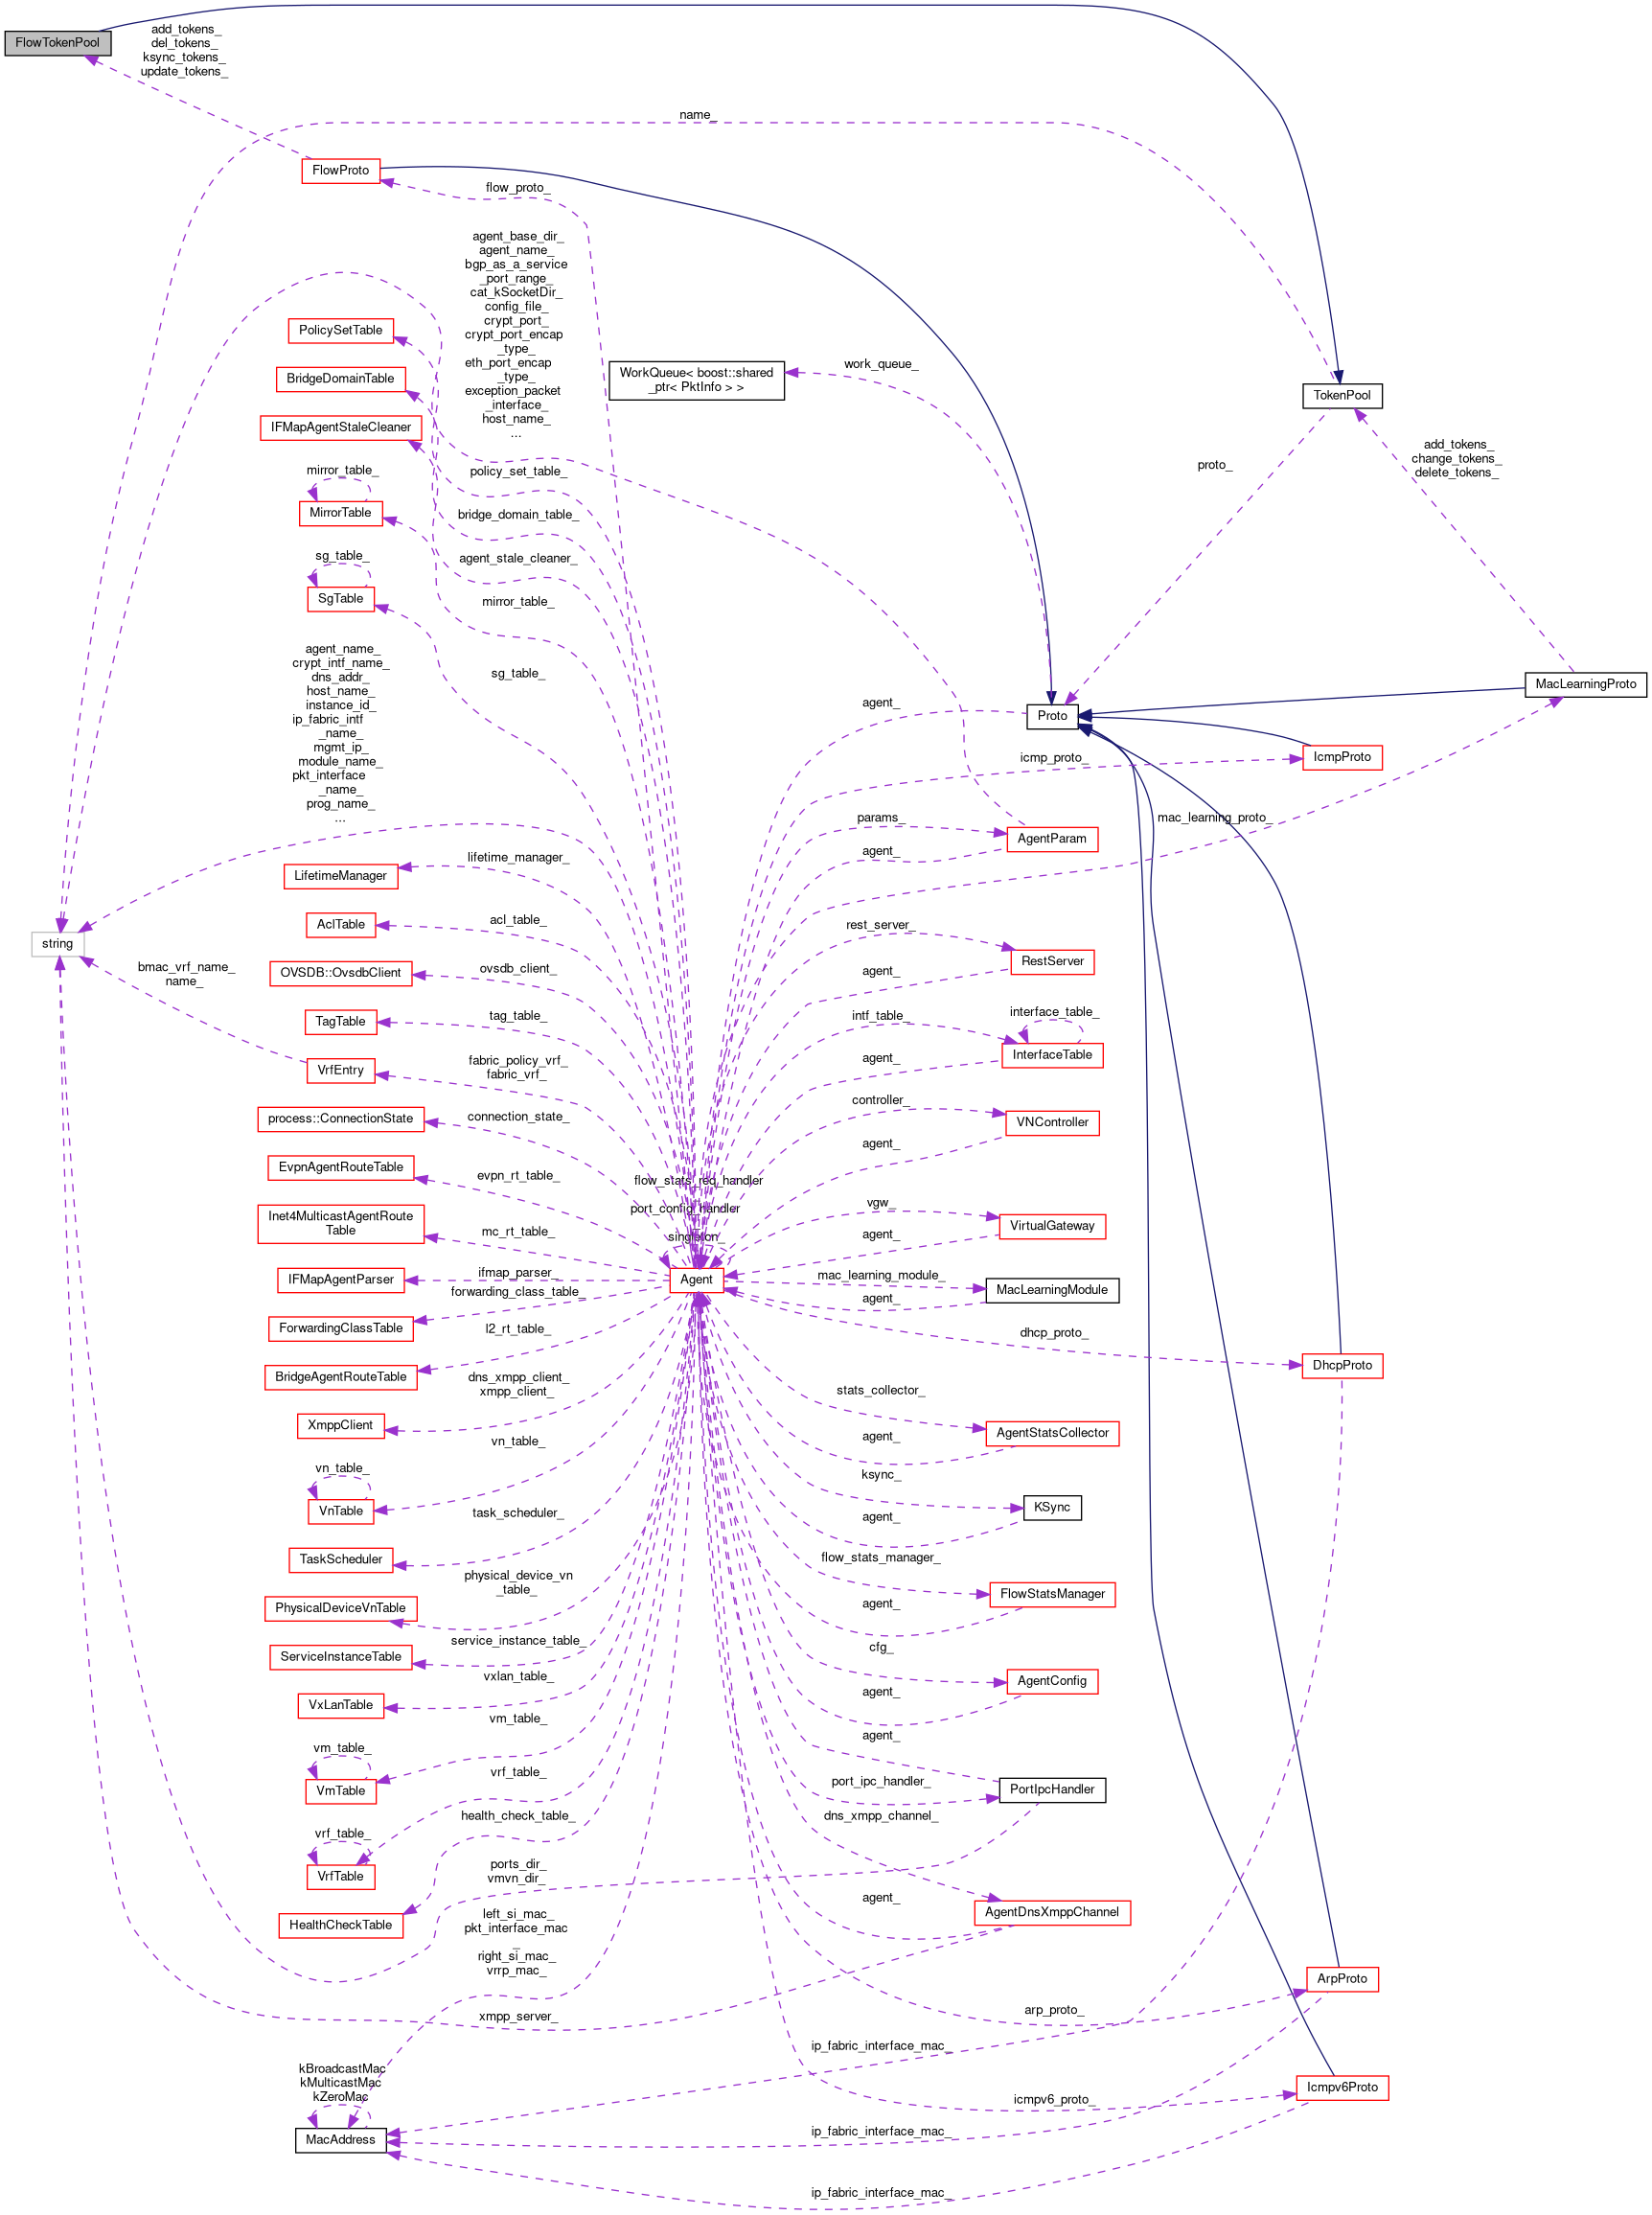 FlowTokenPool
add_tokens_
del_tokens_
ksync_tokens_
update_tokens_
name_
FlowProto
flow_proto_
agent_base_dir_
agent_name_
bgp_as_a_service
_port_range_
cat_kSocketDir_
config_file_
crypt_port_
crypt_port_encap
_type_
eth_port_encap
_type_
exception_packet
_interface_
host_name_
...
PolicySetTable
BridgeDomainTable
IFMapAgentStaleCleaner
WorkQueue< boost::shared
_ptr< PktInfo > >
work_queue_
TokenPool
proto_
add_tokens_
change_tokens_
delete_tokens_
policy_set_table_
bridge_domain_table_
agent_stale_cleaner_
mirror_table_
mirror_table_
MirrorTable
sg_table_
SgTable
sg_table_
agent_name_
crypt_intf_name_
dns_addr_
host_name_
instance_id_
ip_fabric_intf
_name_
mgmt_ip_
module_name_
pkt_interface
_name_
prog_name_
...
MacLearningProto
Proto
agent_
icmp_proto_
IcmpProto
mac_learning_proto_
params_
AgentParam
agent_
lifetime_manager_
LifetimeManager
acl_table_
AclTable
string
ovsdb_client_
OVSDB::OvsdbClient
bmac_vrf_name_
name_
tag_table_
TagTable
fabric_policy_vrf_
fabric_vrf_
VrfEntry
connection_state_
process::ConnectionState
evpn_rt_table_
EvpnAgentRouteTable
mc_rt_table_
Inet4MulticastAgentRoute
Table
ifmap_parser_
IFMapAgentParser
forwarding_class_table_
ForwardingClassTable
l2_rt_table_
BridgeAgentRouteTable
rest_server_
RestServer
agent_
intf_table_
interface_table_
InterfaceTable
agent_
controller_
VNController
agent_
flow_stats_req_handler
_
port_config_handler
_
singleton_
Agent
vgw_
VirtualGateway
agent_
mac_learning_module_
MacLearningModule
agent_
dhcp_proto_
DhcpProto
dns_xmpp_client_
xmpp_client_
XmppClient
vn_table_
vn_table_
VnTable
task_scheduler_
TaskScheduler
physical_device_vn
_table_
PhysicalDeviceVnTable
service_instance_table_
ServiceInstanceTable
vxlan_table_
VxLanTable
vm_table_
vm_table_
VmTable
vrf_table_
vrf_table_
VrfTable
health_check_table_
HealthCheckTable
stats_collector_
AgentStatsCollector
agent_
ksync_
KSync
agent_
flow_stats_manager_
FlowStatsManager
agent_
cfg_
AgentConfig
agent_
agent_
port_ipc_handler_
PortIpcHandler
dns_xmpp_channel_
ports_dir_
vmvn_dir_
AgentDnsXmppChannel
agent_
left_si_mac_
pkt_interface_mac
_
right_si_mac_
vrrp_mac_
xmpp_server_
ArpProto
arp_proto_
ip_fabric_interface_mac_
kBroadcastMac
kMulticastMac
kZeroMac
MacAddress
icmpv6_proto_
Icmpv6Proto
ip_fabric_interface_mac_
ip_fabric_interface_mac_